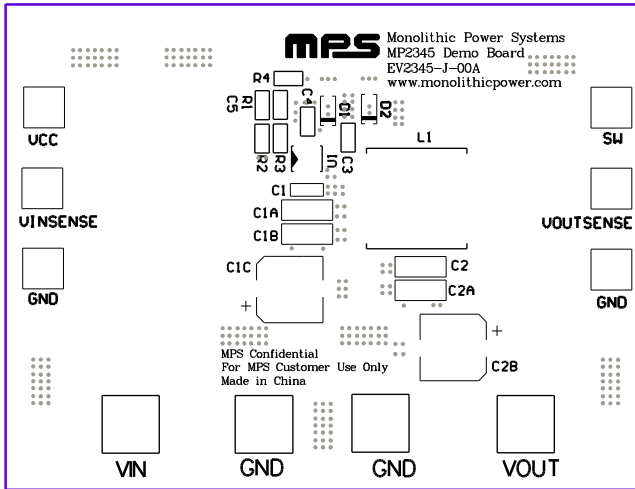 mps
Monolithic Power Systems
MP2345 Demo Board
EV2345-J-00A
www.monolithicpower.com
R4
C5
R1
C4
D1
D2
VCC
SW
R2
R3
U1
C3
L1
C1
VINSENSE
C1A
VOUTSENSE
C1B
C1C
C2
C2A
GND
GND
+
+
C2B
MPS Confidential
For MPS Customer Use Only
Made in China
VIN
GND
GND
VOUT